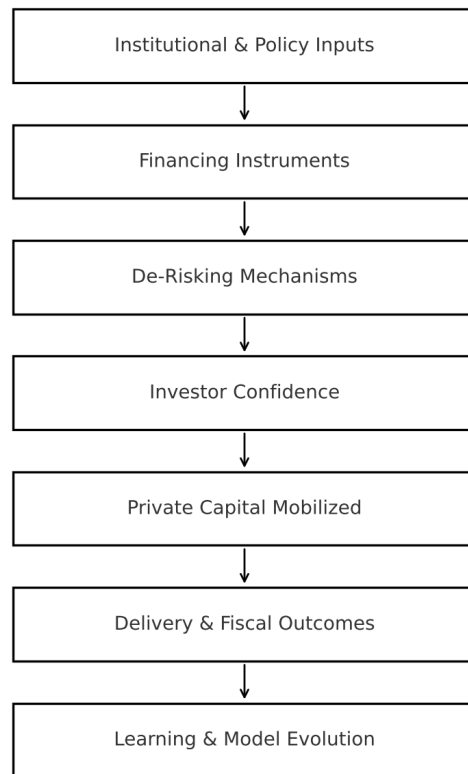 Institutional & Policy Inputs
Financing Instruments
De-Risking Mechanisms
Investor Confidence
Private Capital Mobilized
Delivery & Fiscal Outcomes
Learning & Model Evolution